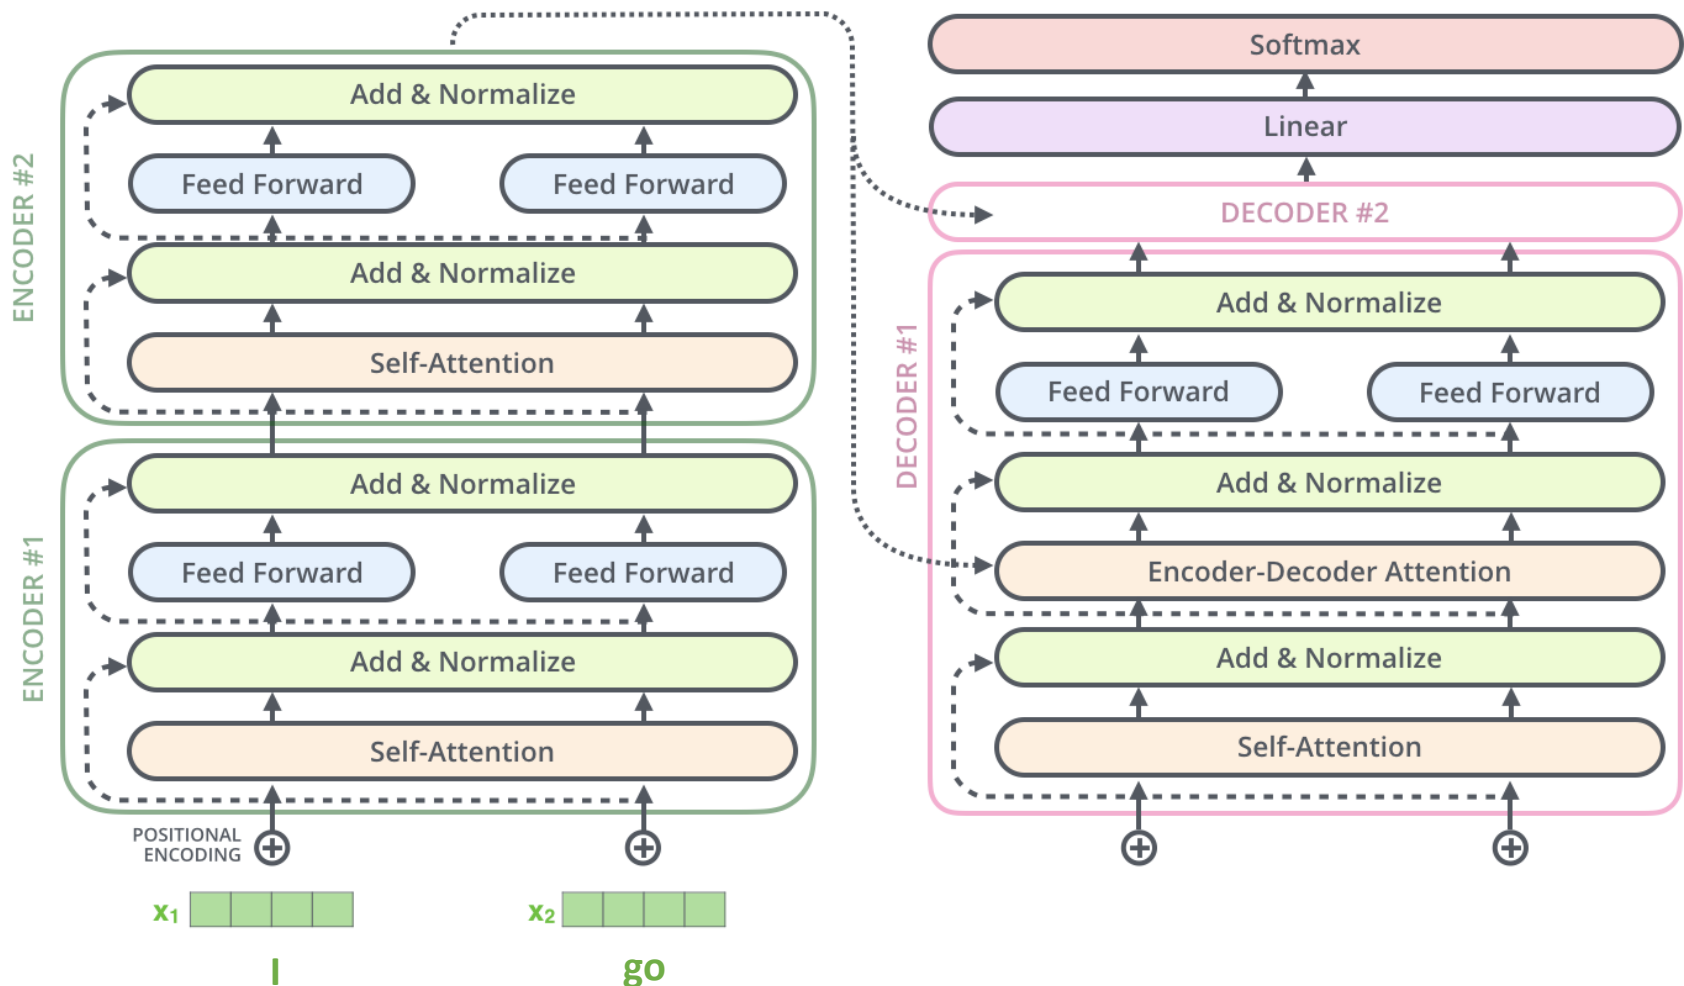 ENCODER #2
Add & Normalize
Feed Forward
Feed Forward
Add & Normalize
Self-Attention
ENCODER #1
Add & Normalize
Feed Forward
Feed Forward
Add & Normalize
Self-Attention
POSITIONAL
ENCODING
x1
x2
I
go
Softmax
Linear
DECODER #2
DECODER #1
Add & Normalize
Feed Forward
Feed Forward
Add & Normalize
Encoder-Decoder Attention
Add & Normalize
Self-Attention